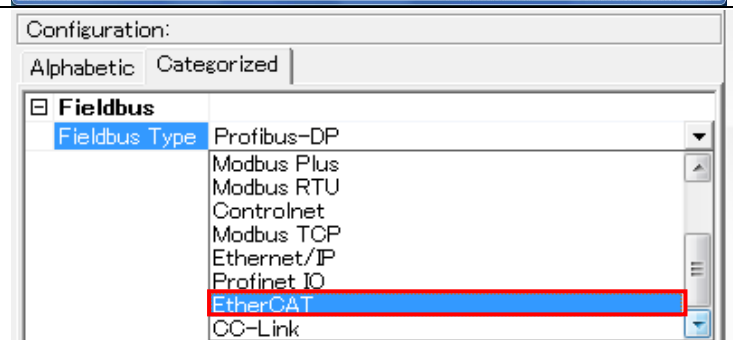 Configuration:
Alphabetic Categorized
Fieldbus
Fieldbus Type Profibus-DP
Modbus Plus
Modbus RTU
Controlnet
Modbus TCP
Ethernet/IP
Profinet IO
EtherCAT
CC-Link